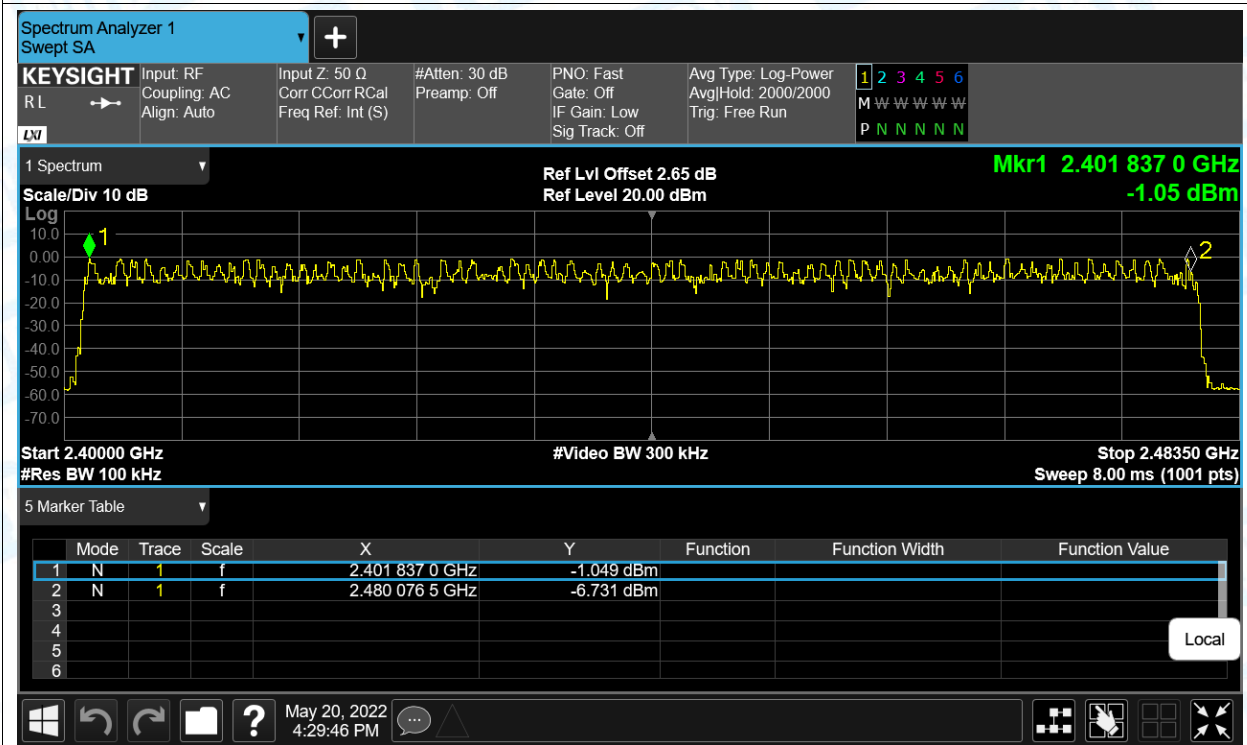 Spectrum Analyzer 1
Swept SA
+
KEYSIGHT
R L
LXI
Input: RF
Coupling: AC
Align: Auto
Input Z: 50 Ω
Corr CCorr RCal
Freq Ref: Int (S)
#Atten: 30 dB
Preamp: Off
PNO: Fast
Gate: Off
IF Gain: Low
Sig Track: Off
Avg Type: Log-Power
Avg|Hold: 2000/2000
Trig: Free Run
1 2 3 4 5 6
M W W W W W
P N N N N N
1 Spectrum
Scale/Div 10 dB
Ref Lvl Offset 2.65 dB
Ref Level 20.00 dBm
Mkr1 2.401 837 0 GHz
-1.05 dBm
Log
10.0
0.00
-10.0
-20.0
-30.0
-40.0
-50.0
-60.0
-70.0
1
2
Start 2.40000 GHz
#Res BW 100 kHz
#Video BW 300 kHz
Stop 2.48350 GHz
Sweep 8.00 ms (1001 pts)
5 Marker Table
Mode Trace Scale X Y Function Function Width Function Value
1 N 1 f 2.401 837 0 GHz -1.049 dBm
2 N 1 f 2.480 076 5 GHz -6.731 dBm
3
4
5
6
Local
?
May 20, 2022
4:29:46 PM